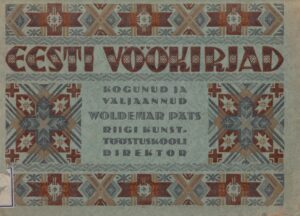 EESTI VÖÖKIRJAD
KOGUNUD JA
VÄLJAANNUD
WOLDEMAR PÄTS
RIIGI KUNST-
TÖÖSTUSKOOLI
DIREKTOR